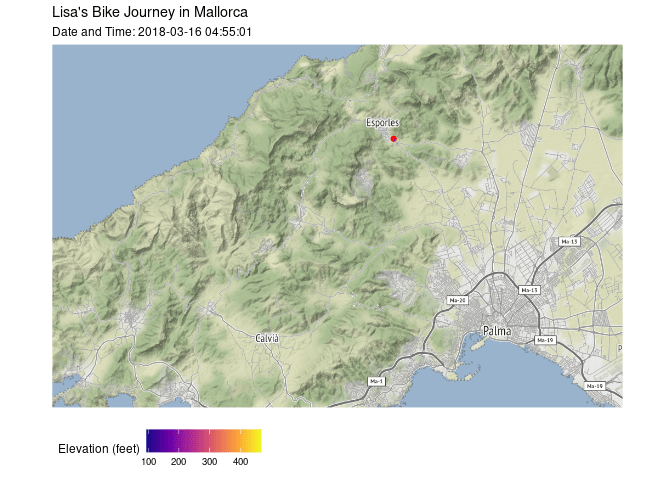 Lisa's Bike Journey in Mallorca
Date and Time: 2018-03-16 04:55:01
Esporles
Ma-13
Ma-13
Ma-20
Palma
Calvià
Ma-19
Ma-1
Ma-19
Elevation (feet)
100 200 300 400